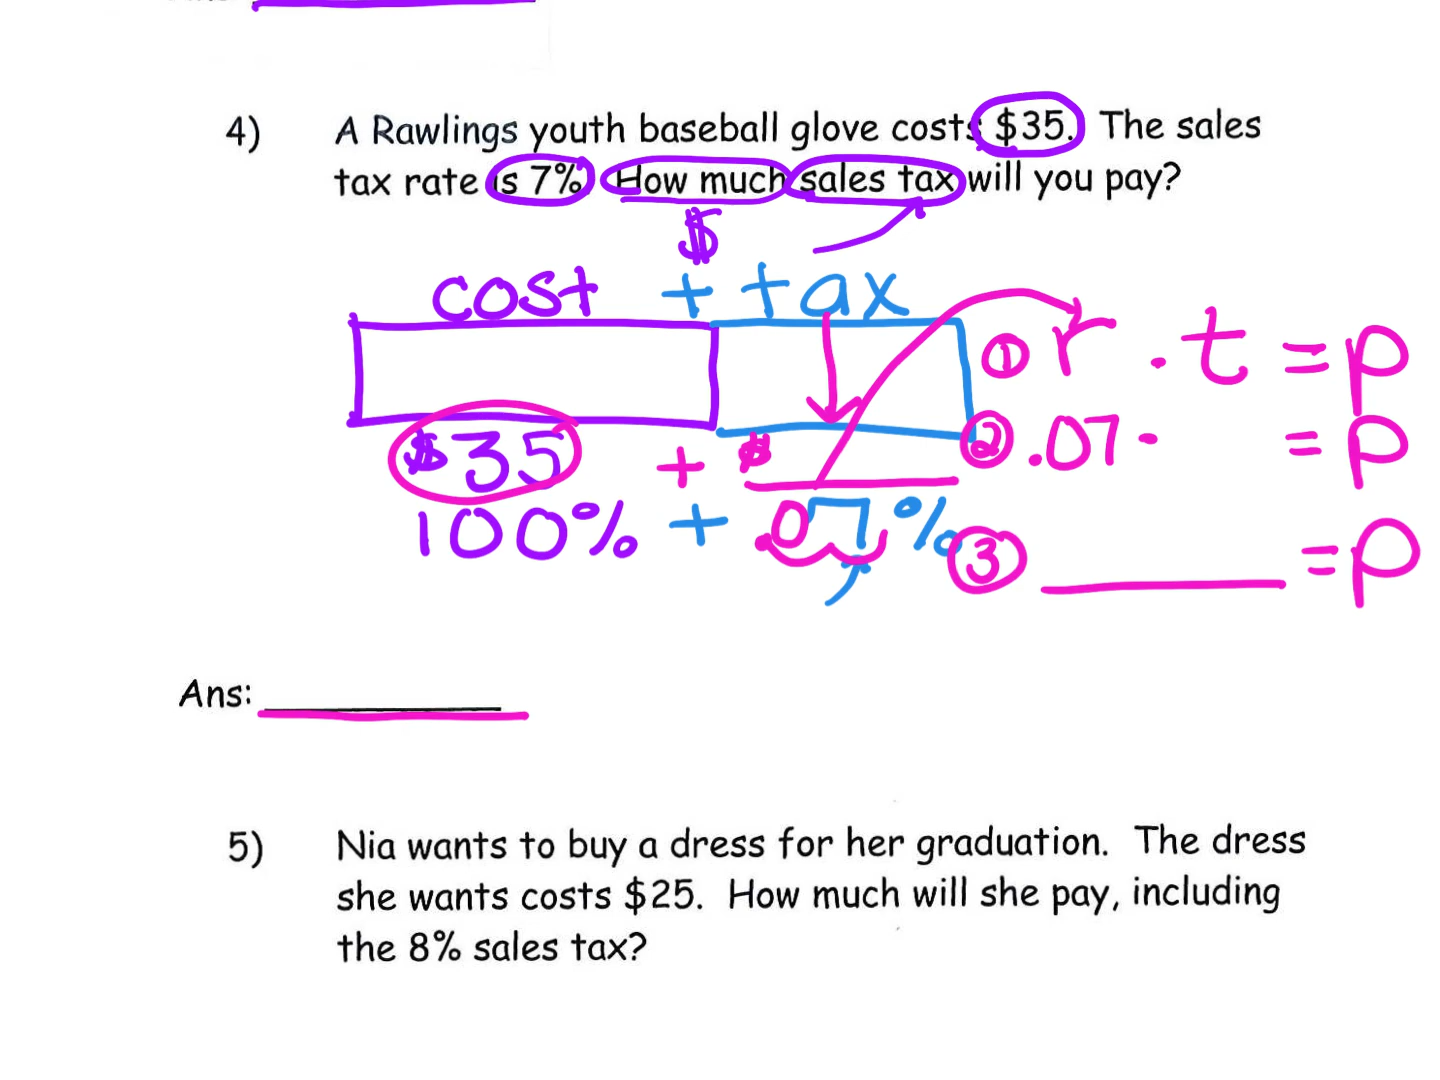 4) A Rawlings youth baseball glove costs $35. The sales
tax rate is 7%. How much sales tax will you pay?
$
cost + tax
① r . t = p
$35 + $
② .07 · = p
100% + .07%
③ = p
Ans:
5) Nia wants to buy a dress for her graduation. The dress
she wants costs $25. How much will she pay, including
the 8% sales tax?